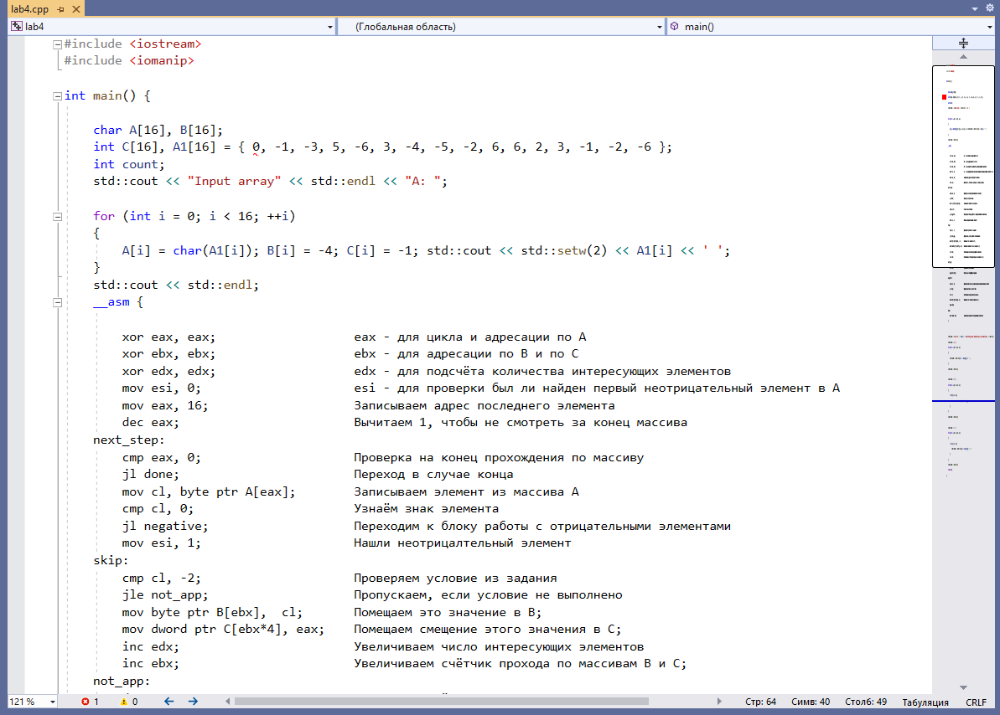 lab4.cpp
lab4 (Глобальная область) main()
#include <iostream>
#include <iomanip>
int main() {
char A[16], B[16];
int C[16], A1[16] = { 0, -1, -3, 5, -6, 3, -4, -5, -2, 6, 6, 2, 3, -1, -2, -6 };
int count;
std::cout << "Input array" << std::endl << "A: ";
for (int i = 0; i < 16; ++i)
{
A[i] = char(A1[i]); B[i] = -4; C[i] = -1; std::cout << std::setw(2) << A1[i] << ' ';
}
std::cout << std::endl;
__asm {
xor eax, eax; eax - для цикла и адресации по A
xor ebx, ebx; ebx - для адресации по B и по C
xor edx, edx; edx - для подсчёта количества интересующих элементов
mov esi, 0; esi - для проверки был ли найден первый неотрицательный элемент в A
mov eax, 16; Записываем адрес последнего элемента
dec eax; Вычитаем 1, чтобы не смотреть за конец массива
next_step:
cmp eax, 0; Проверка на конец прохождения по массиву
jl done; Переход в случае конца
mov cl, byte ptr A[eax]; Записываем элемент из массива A
cmp cl, 0; Узнаём знак элемента
jl negative; Переходим к блоку работы с отрицательными элементами
mov esi, 1; Нашли неотрицалтельный элемент
skip:
cmp cl, -2; Проверяем условие из задания
jle not_app; Пропускаем, если условие не выполнено
mov byte ptr B[ebx], cl; Помещаем это значение в B;
mov dword ptr C[ebx*4], eax; Помещаем смещение этого значения в C;
inc edx; Увеличиваем число интересующих элементов
inc ebx; Увеличиваем счётчик прохода по массивам B и C;
not_app:
121 % 1 0 Стр: 64 Симв: 40 Столб: 49 Табуляция CRLF